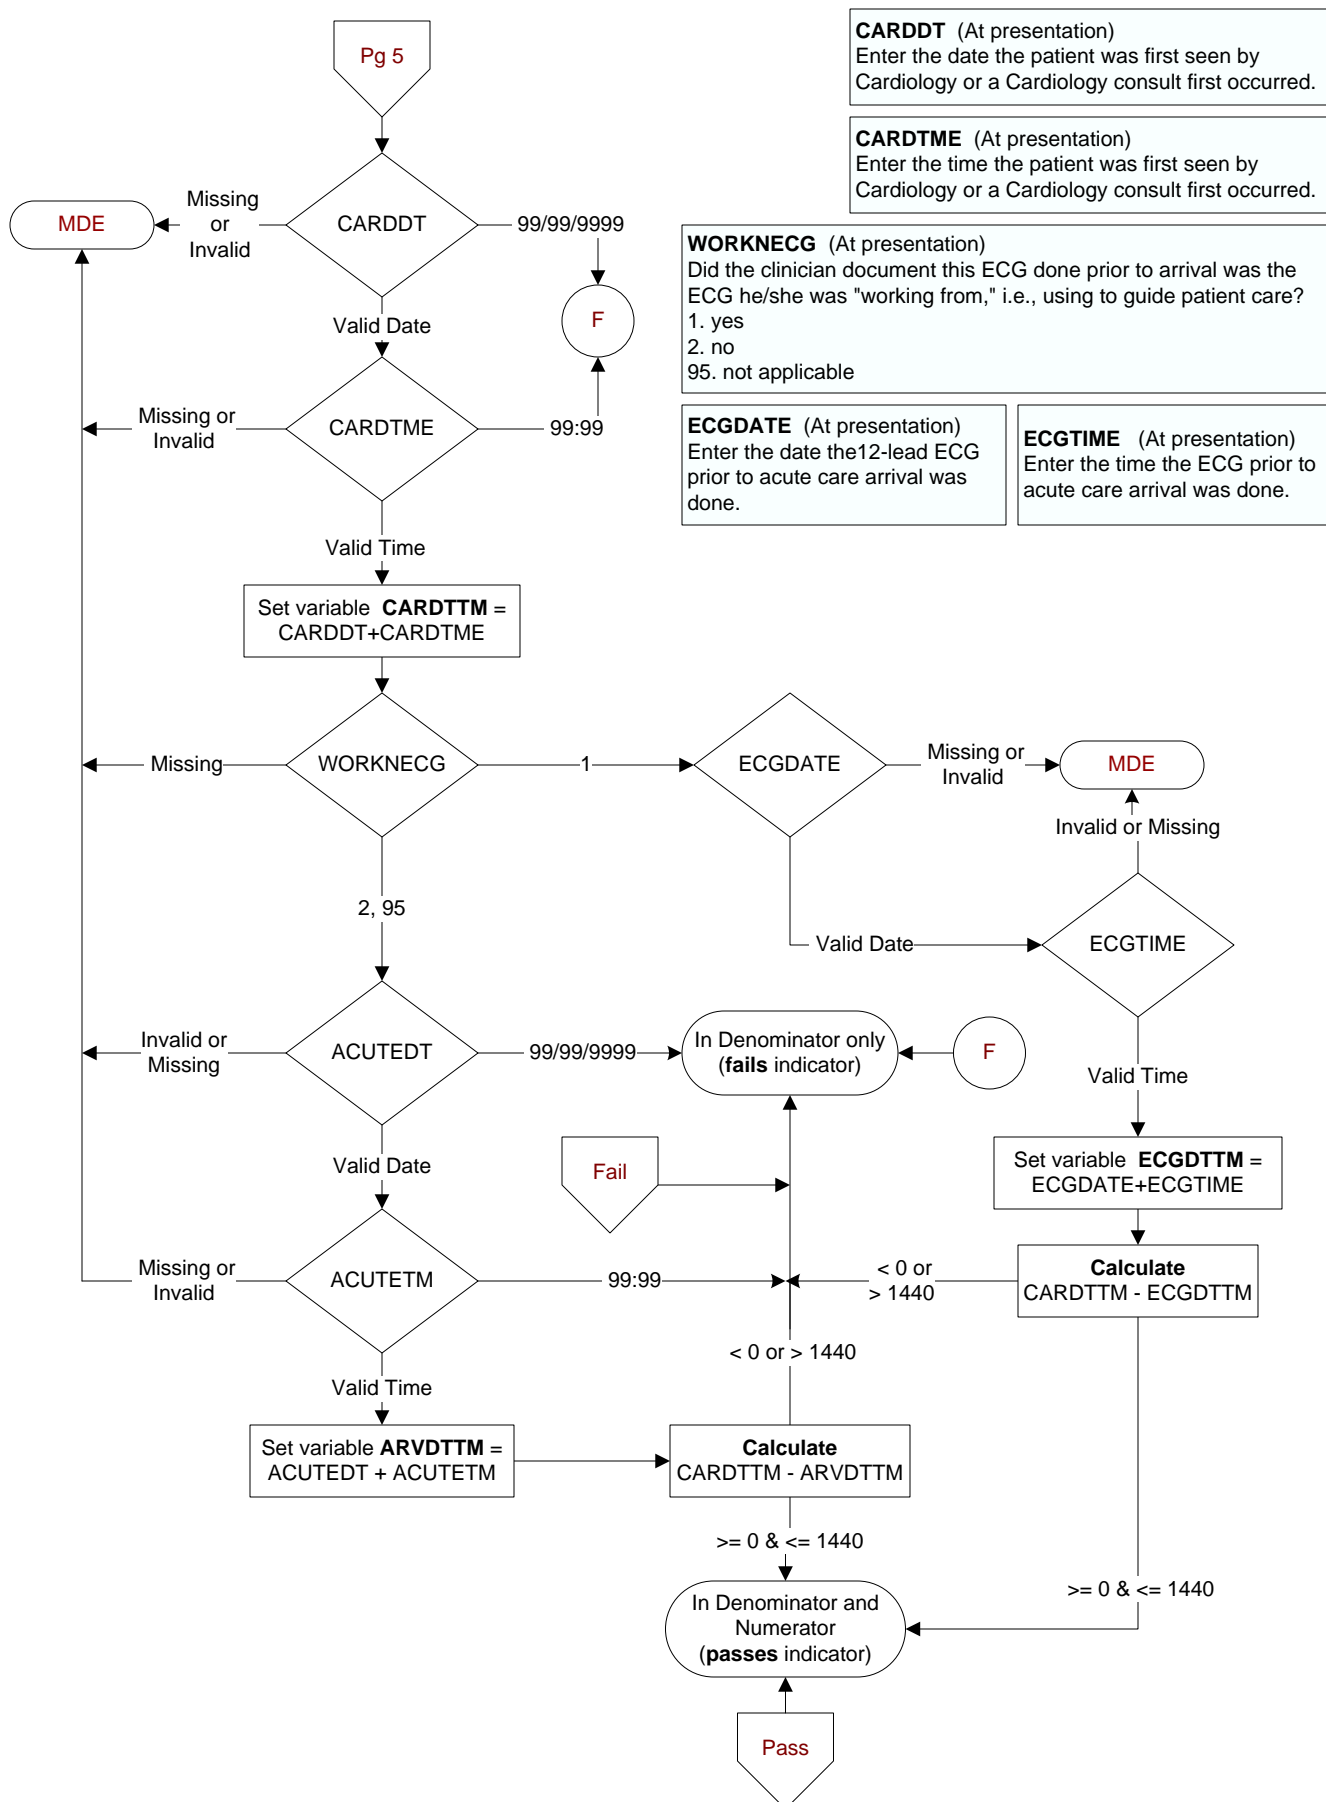 Pg 5
CARDDT (At presentation)
Enter the date the patient was first seen by
Cardiology or a Cardiology consult first occurred.
CARDTME (At presentation)
Enter the time the patient was first seen by
Cardiology or a Cardiology consult first occurred.
WORKNECG (At presentation)
Did the clinician document this ECG done prior to arrival was the
ECG he/she was "working from," i.e., using to guide patient care?
1. yes
2. no
95. not applicable
ECGDATE (At presentation)
Enter the date the12-lead ECG
prior to acute care arrival was
done.
ECGTIME (At presentation)
Enter the time the ECG prior to
acute care arrival was done.
MDE
Missing
or
Invalid
CARDDT
99/99/9999
F
Valid Date
Missing or
Invalid
CARDTME
99:99
Valid Time
Set variable CARDTTM =
CARDDT+CARDTME
Missing
WORKNECG
1
ECGDATE
Missing or
Invalid
MDE
Invalid or Missing
2, 95
Valid Date
ECGTIME
Invalid or
Missing
ACUTEDT
99/99/9999
In Denominator only
(fails indicator)
F
Valid Time
Valid Date
Fail
Set variable ECGDTTM =
ECGDATE+ECGTIME
Missing or
Invalid
ACUTETM
99:99
< 0 or
> 1440
Calculate
CARDTTM - ECGDTTM
< 0 or > 1440
Valid Time
Set variable ARVDTTM =
ACUTEDT + ACUTETM
Calculate
CARDTTM - ARVDTTM
>= 0 & <= 1440
>= 0 & <= 1440
In Denominator and
Numerator
(passes indicator)
Pass